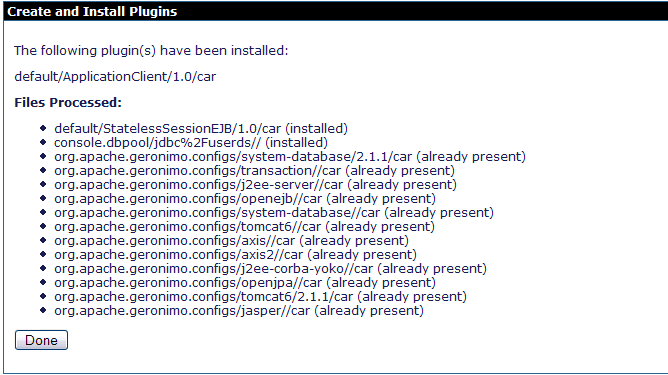 Create and Install Plugins
The following plugin(s) have been installed:
default/ApplicationClient/1.0/car
Files Processed:
default/StatelessSessionEJB/1.0/car (installed)
console.dbpool/jdbc%2Fuserds// (installed)
org.apache.geronimo.configs/system-database/2.1.1/car (already present)
org.apache.geronimo.configs/transaction//car (already present)
org.apache.geronimo.configs/j2ee-server//car (already present)
org.apache.geronimo.configs/openejb//car (already present)
org.apache.geronimo.configs/system-database//car (already present)
org.apache.geronimo.configs/tomcat6//car (already present)
org.apache.geronimo.configs/axis//car (already present)
org.apache.geronimo.configs/axis2//car (already present)
org.apache.geronimo.configs/j2ee-corba-yoko//car (already present)
org.apache.geronimo.configs/openjpa//car (already present)
org.apache.geronimo.configs/tomcat6/2.1.1/car (already present)
org.apache.geronimo.configs/jasper//car (already present)
Done